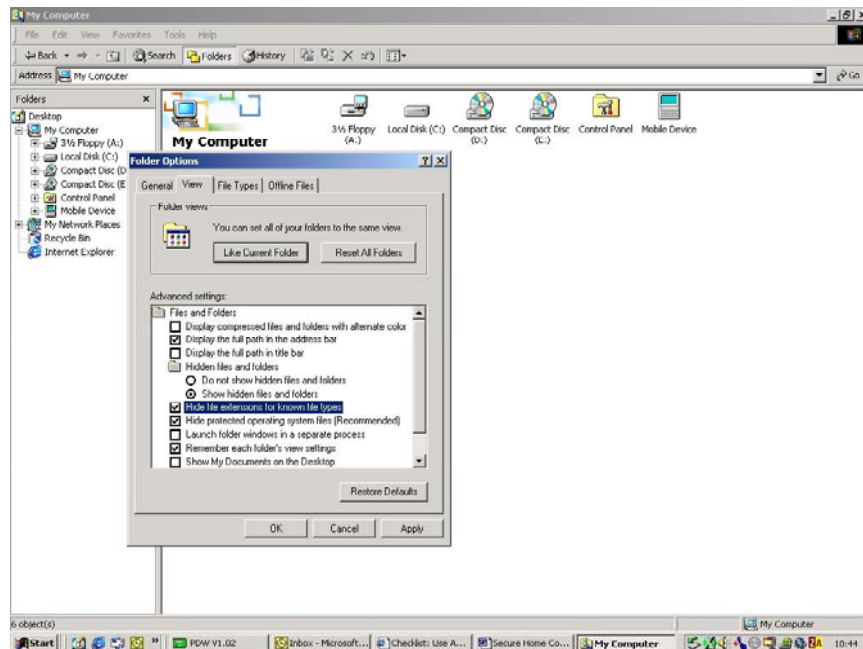 My Computer
File Edit View Favorites Tools Help
Back Search Folders History
Address My Computer Go
Folders
Desktop
My Computer
3½ Floppy (A:)
Local Disk (C:)
Compact Disc (D
Compact Disc (E
Control Panel
Mobile Device
My Network Places
Recycle Bin
Internet Explorer
My Computer
3½ Floppy (A:)
Local Disk (C:)
Compact Disc (D:)
Compact Disc (E:)
Control Panel
Mobile Device
Folder Options
General View File Types Offline Files
Folder views
You can set all of your folders to the same view.
Like Current Folder Reset All Folders
Advanced settings:
Files and Folders
Display compressed files and folders with alternate color
Display the full path in the address bar
Display the full path in title bar
Hidden files and folders
Do not show hidden files and folders
Show hidden files and folders
Hide file extensions for known file types
Hide protected operating system files (Recommended)
Launch folder windows in a separate process
Remember each folder's view settings
Show My Documents on the Desktop
Restore Defaults
OK Cancel Apply
6 object(s) My Computer
Start PDW V1.02 Inbox - Microsoft... Checklist: Use A... Secure Home Co... My Computer 10:44